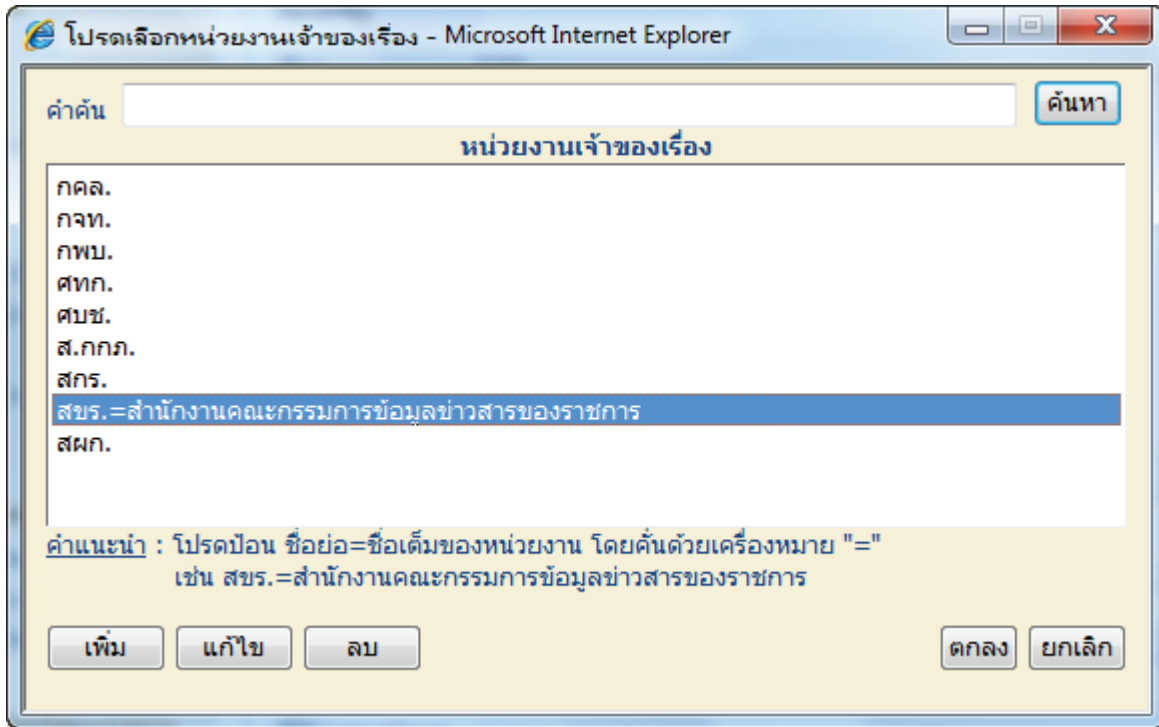 โปรดเลือกหน่วยงานเจ้าของเรื่อง - Microsoft Internet Explorer
คำค้น ค้นหา
หน่วยงานเจ้าของเรื่อง
กคล.
กจท.
กพบ.
ศทก.
ศบช.
ส.กกภ.
สกร.
สขร.=สำนักงานคณะกรรมการข้อมูลข่าวสารของราชการ
สผก.
คำแนะนำ : โปรดป้อน ชื่อย่อ=ชื่อเต็มของหน่วยงาน โดยคั่นด้วยเครื่องหมาย "="
เช่น สขร.=สำนักงานคณะกรรมการข้อมูลข่าวสารของราชการ
เพิ่ม แก้ไข ลบ ตกลง ยกเลิก